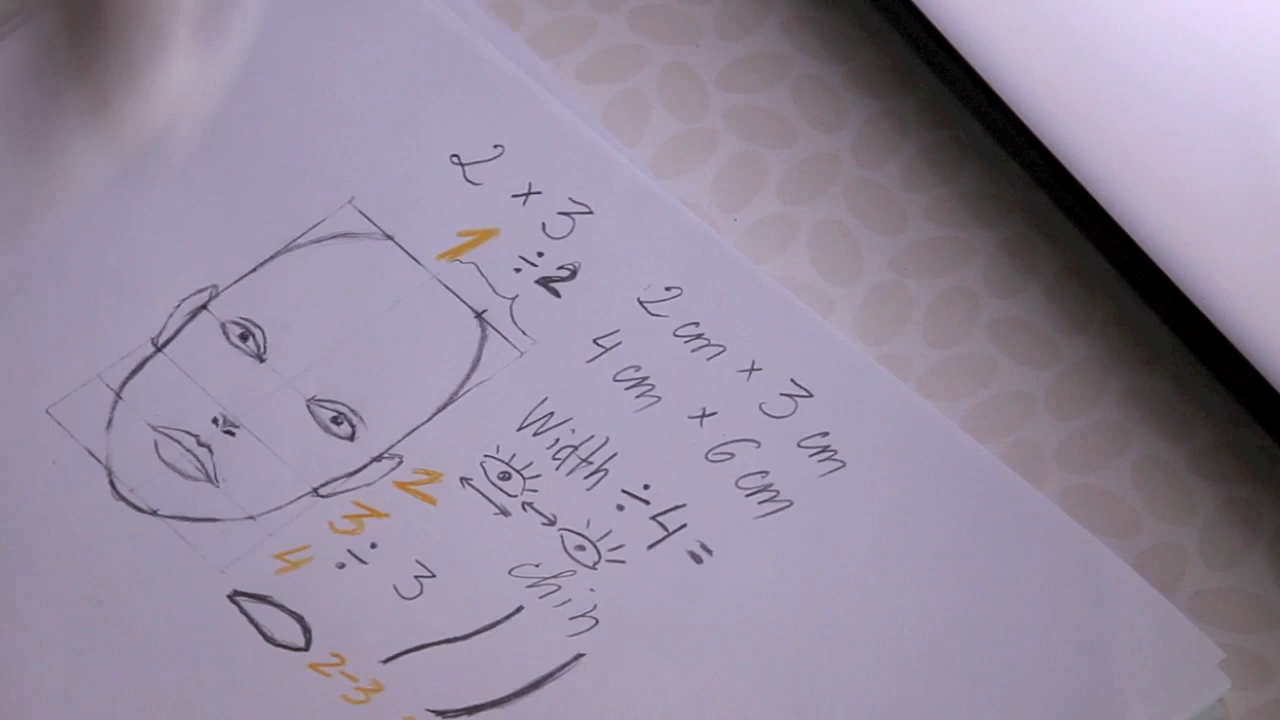 2 × 3
1
÷2
2 cm × 3 cm
4 cm × 6 cm
Width ÷ 4 =
2
3
4 ÷ 3
chin
2-3